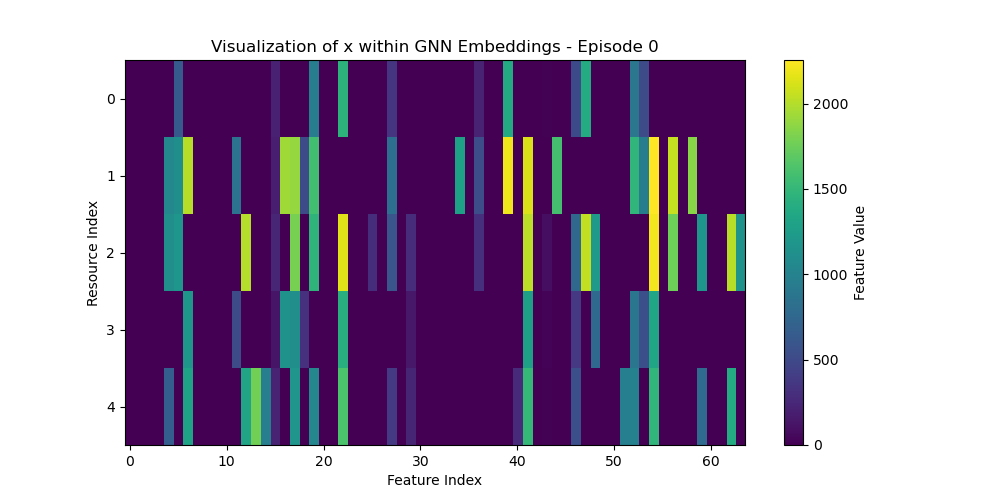 Visualization of x within GNN Embeddings - Episode 0
Resource Index
0
1
2
3
4
0 10 20 30 40 50 60
Feature Index
2000
1500
1000
500
0
Feature Value